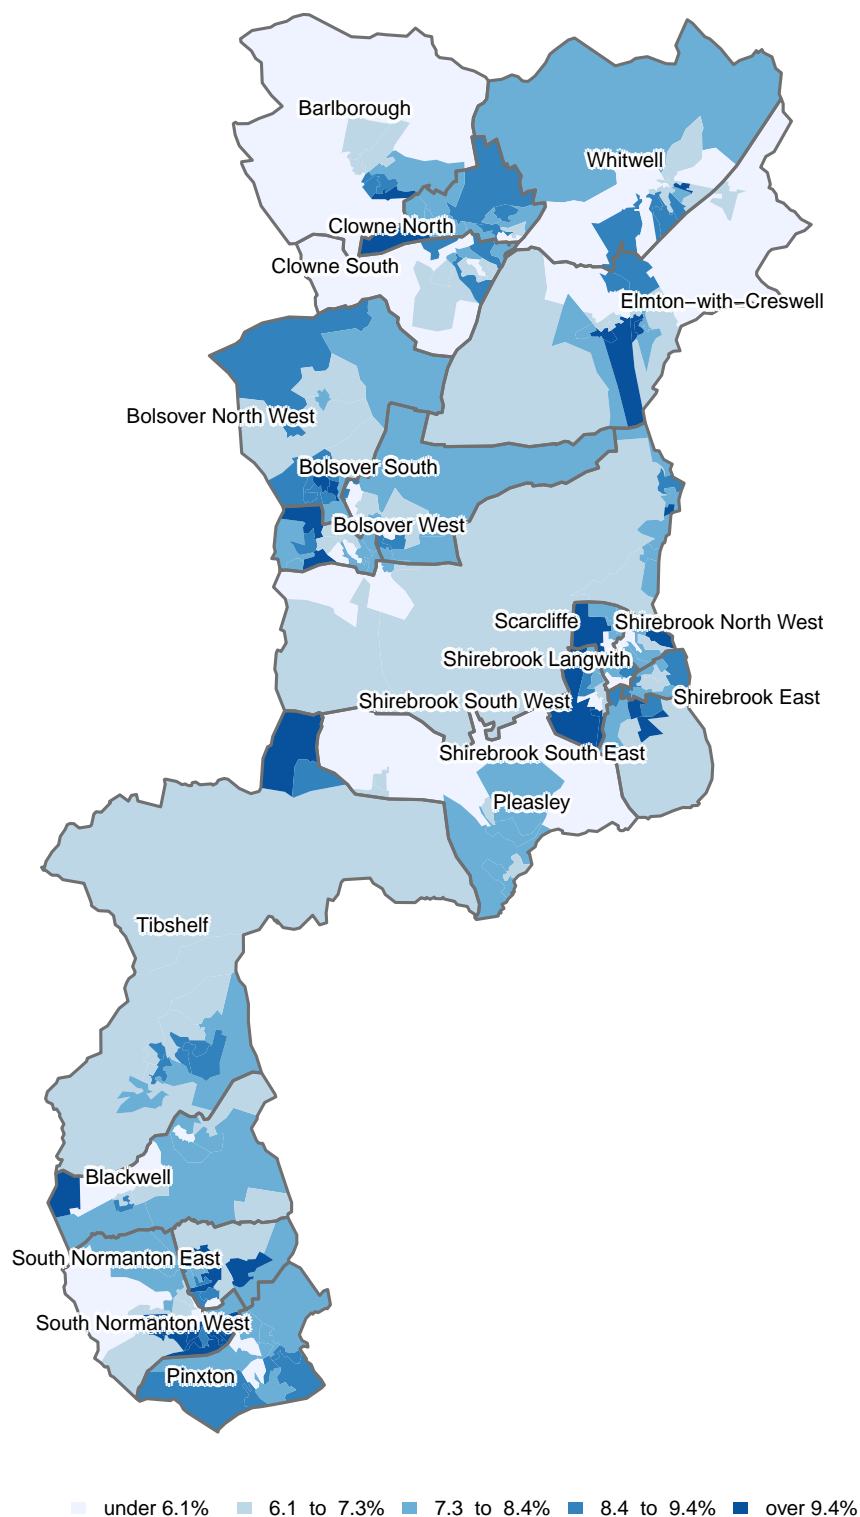 Barlborough
Whitwell
Clowne North
Clowne South
Elmton−with−Creswell
Bolsover North West
Bolsover South
Bolsover West
Scarcliffe
Shirebrook North West
Shirebrook Langwith
Shirebrook South West
Shirebrook East
Shirebrook South East
Pleasley
Tibshelf
Blackwell
South Normanton East
South Normanton West
Pinxton
under 6.1% 6.1 to 7.3% 7.3 to 8.4% 8.4 to 9.4% over 9.4%